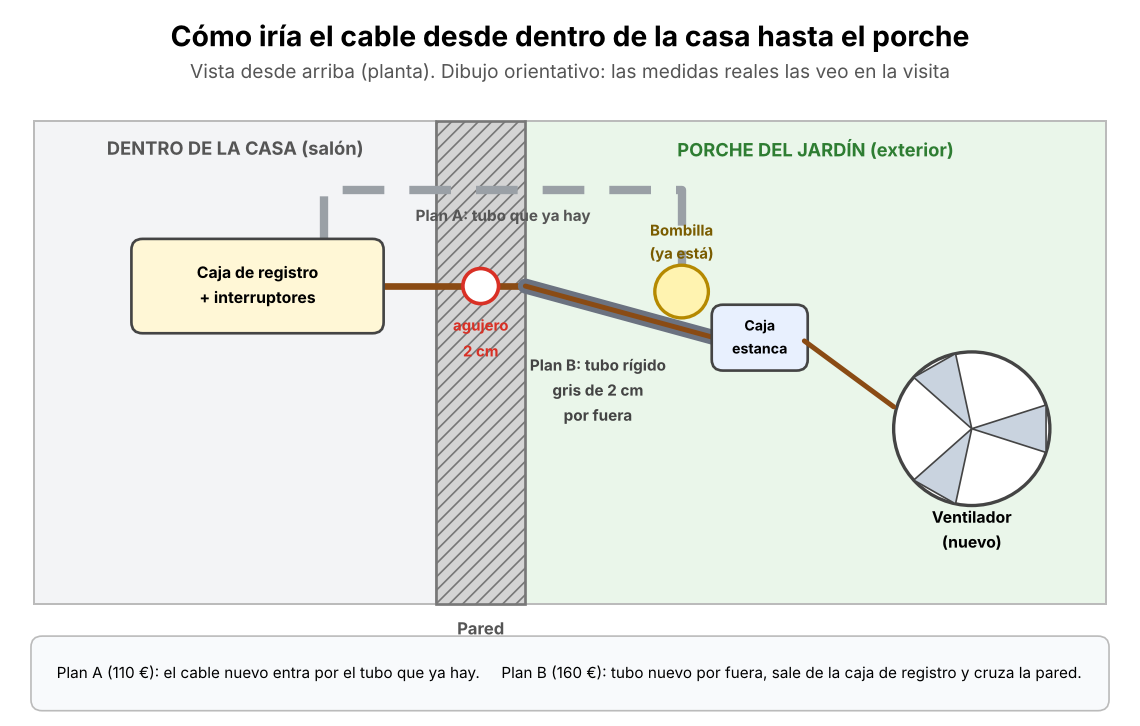 Cómo iría el cable desde dentro de la casa hasta el porche
Vista desde arriba (planta). Dibujo orientativo: las medidas reales las veo en la visita
DENTRO DE LA CASA (salón)
PORCHE DEL JARDÍN (exterior)
Plan A: tubo que ya hay
Bombilla
(ya está)
Caja de registro
+ interruptores
agujero
2 cm
Caja
estanca
Plan B: tubo rígido
gris de 2 cm
por fuera
Ventilador
(nuevo)
Pared
Plan A (110 €): el cable nuevo entra por el tubo que ya hay. Plan B (160 €): tubo nuevo por fuera, sale de la caja de registro y cruza la pared.